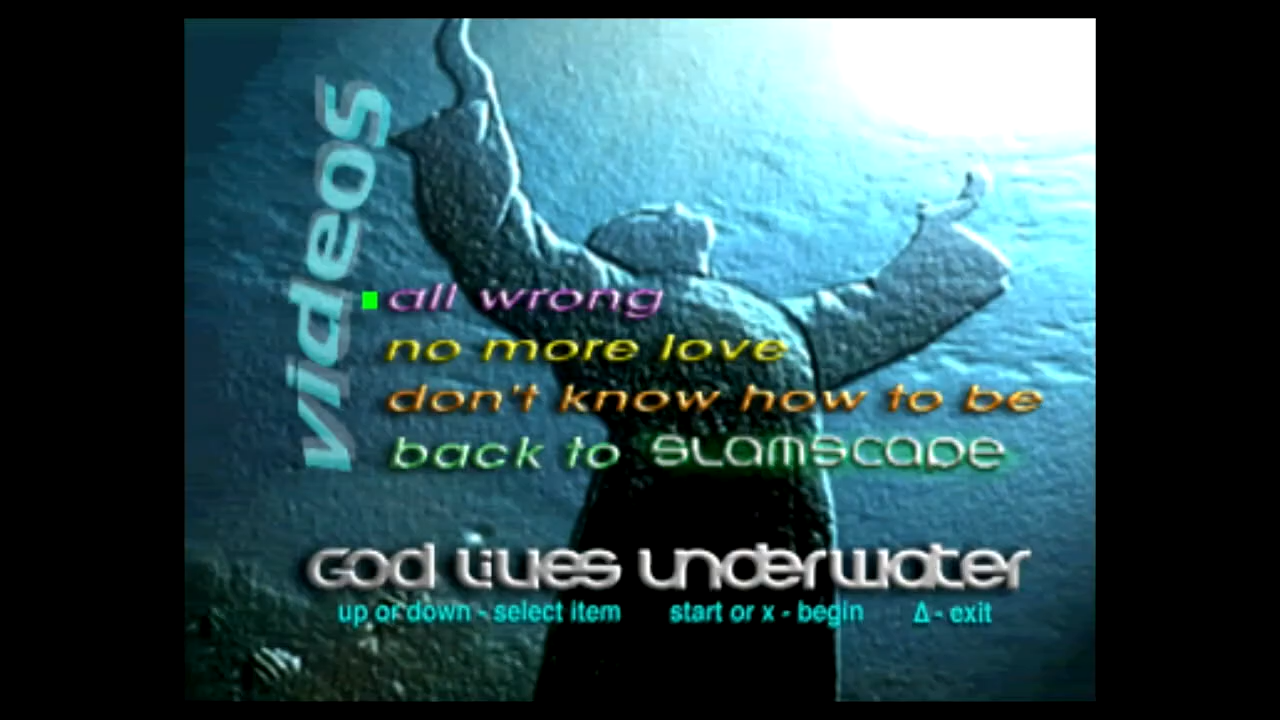 videos
all wrong
no more love
don't know how to be
back to SLAMSCAPE
God Lives Underwater
up or down - select item start or x - begin Δ - exit